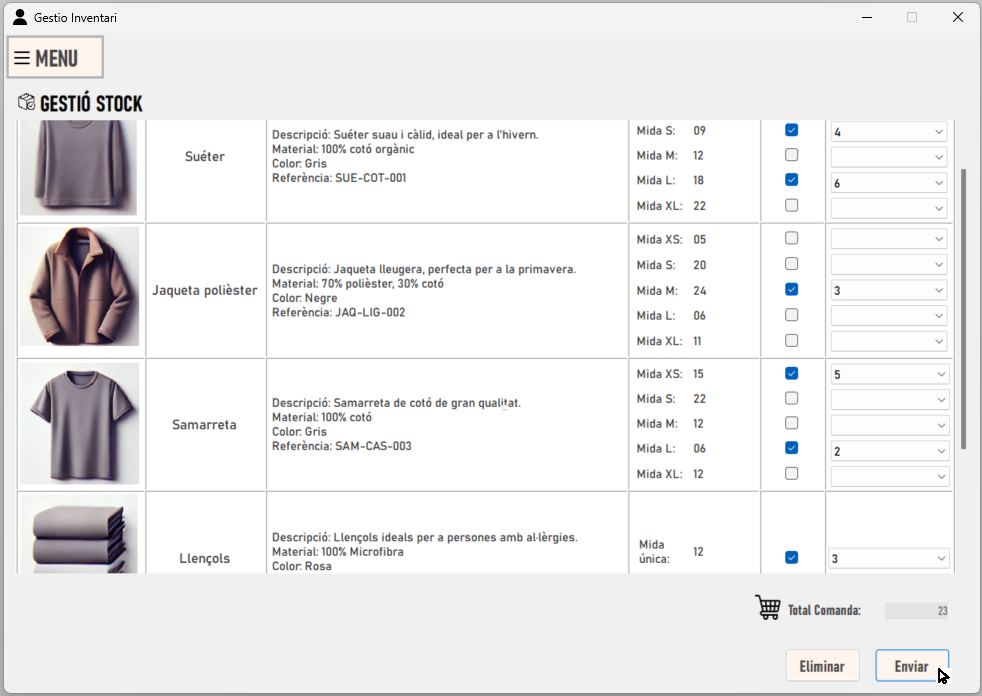 Gestio Inventari
MENU
GESTIÓ STOCK
Suéter
Descripció: Suéter suau i càlid, ideal per a l'hivern.
Material: 100% cotó orgànic
Color: Gris
Referència: SUE-COT-001
Mida S: 09 4
Mida M: 12
Mida L: 18 6
Mida XL: 22
Jaqueta polièster
Descripció: Jaqueta lleugera, perfecta per a la primavera.
Material: 70% polièster, 30% cotó
Color: Negre
Referència: JAQ-LIG-002
Mida XS: 05
Mida S: 20
Mida M: 24 3
Mida L: 06
Mida XL: 11
Samarreta
Descripció: Samarreta de cotó de gran qualitat.
Material: 100% cotó
Color: Gris
Referència: SAM-CAS-003
Mida XS: 15 5
Mida S: 22
Mida M: 12
Mida L: 06 2
Mida XL: 12
Llençols
Descripció: Llençols ideals per a persones amb al·lèrgies.
Material: 100% Microfibra
Color: Rosa
Mida
única: 12 3
Total Comanda: 23
Eliminar
Enviar